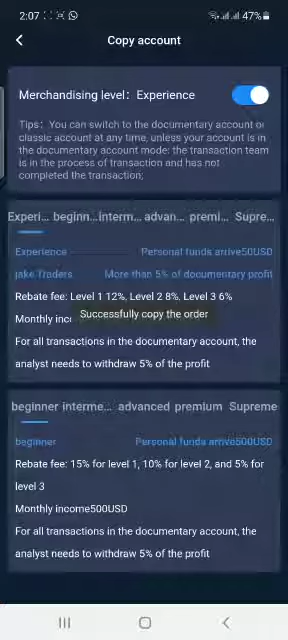 2:07 47%
Copy account
Merchandising level: Experience
Tips: You can switch to the documentary account or
classic account at any time, unless your account is in
the documentary account mode: the transaction team
is in the process of transaction and has not
completed the transaction;
Experi... beginn... interm... advan... premi... Supre...
Experience Personal funds arrive50USD
jake Traders More than 5% of documentary profit
Rebate fee: Level 1 12%, Level 2 8%. Level 3 6%
Monthly inc
Successfully copy the order
For all transactions in the documentary account, the
analyst needs to withdraw 5% of the profit
beginner interme... advanced premium Supreme
beginner Personal funds arrive500USD
Rebate fee: 15% for level 1, 10% for level 2, and 5% for
level 3
Monthly income500USD
For all transactions in the documentary account, the
analyst needs to withdraw 5% of the profit